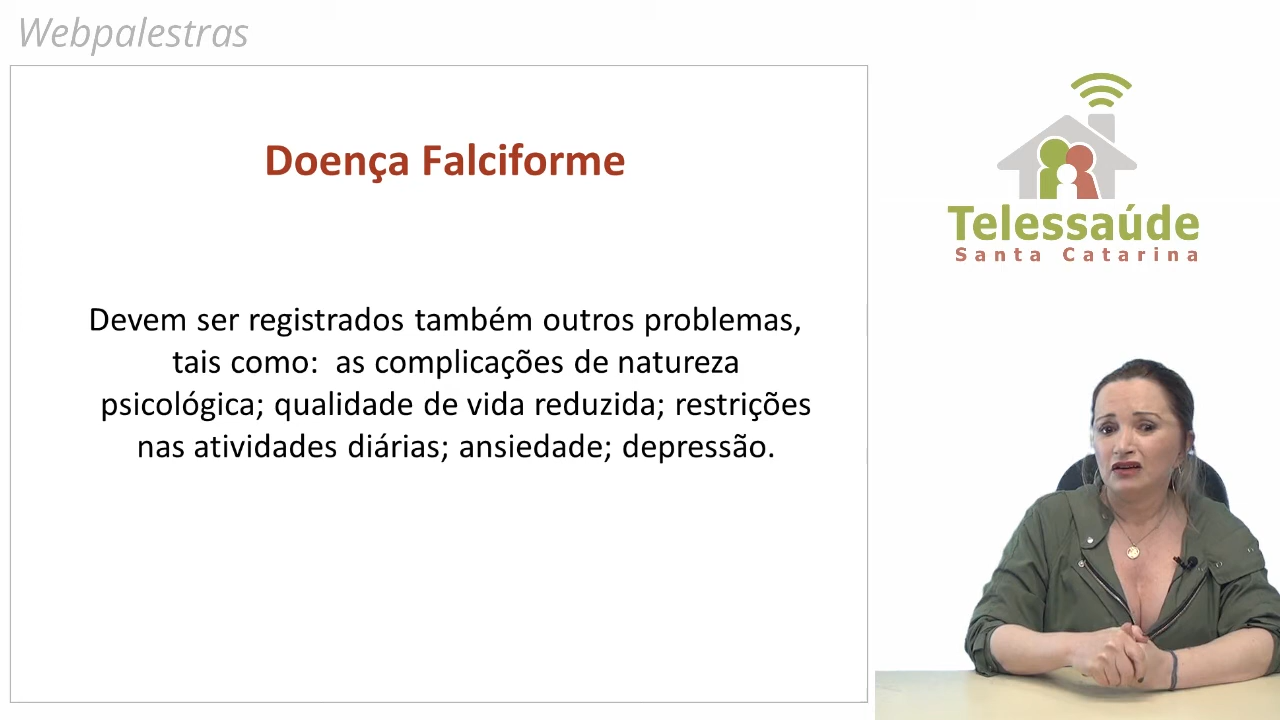 Webpalestras
Doença Falciforme
Devem ser registrados também outros problemas,
tais como:  as complicações de natureza
psicológica; qualidade de vida reduzida; restrições
nas atividades diárias; ansiedade; depressão.
Telessaúde
Santa Catarina